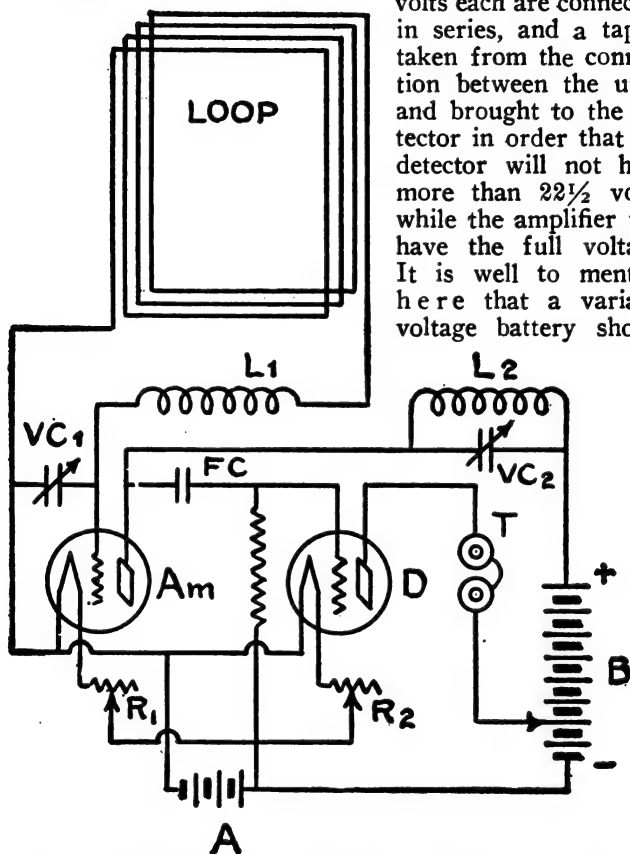 volts each are connec
in series, and a tap
taken from the conn
tion between the u
and brought to the
tector in order that
detector will not h
more than 22½ vo
while the amplifier
have the full volta
It is well to ment
here that a varia
voltage battery sho
LOOP
L1
L2
VC1
FC
VC2
T
Am
D
+
B
R1
R2
−
A